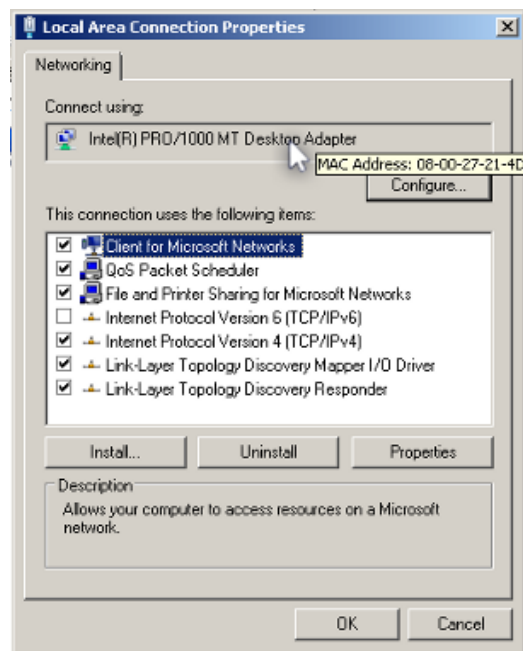 Local Area Connection Properties
Networking
Connect using:
Intel(R) PRO/1000 MT Desktop Adapter
MAC Address: 08-00-27-21-4D
Configure...
This connection uses the following items:
Client for Microsoft Networks
QoS Packet Scheduler
File and Printer Sharing for Microsoft Networks
Internet Protocol Version 6 (TCP/IPv6)
Internet Protocol Version 4 (TCP/IPv4)
Link-Layer Topology Discovery Mapper I/O Driver
Link-Layer Topology Discovery Responder
Install...
Uninstall
Properties
Description
Allows your computer to access resources on a Microsoft
network.
OK
Cancel